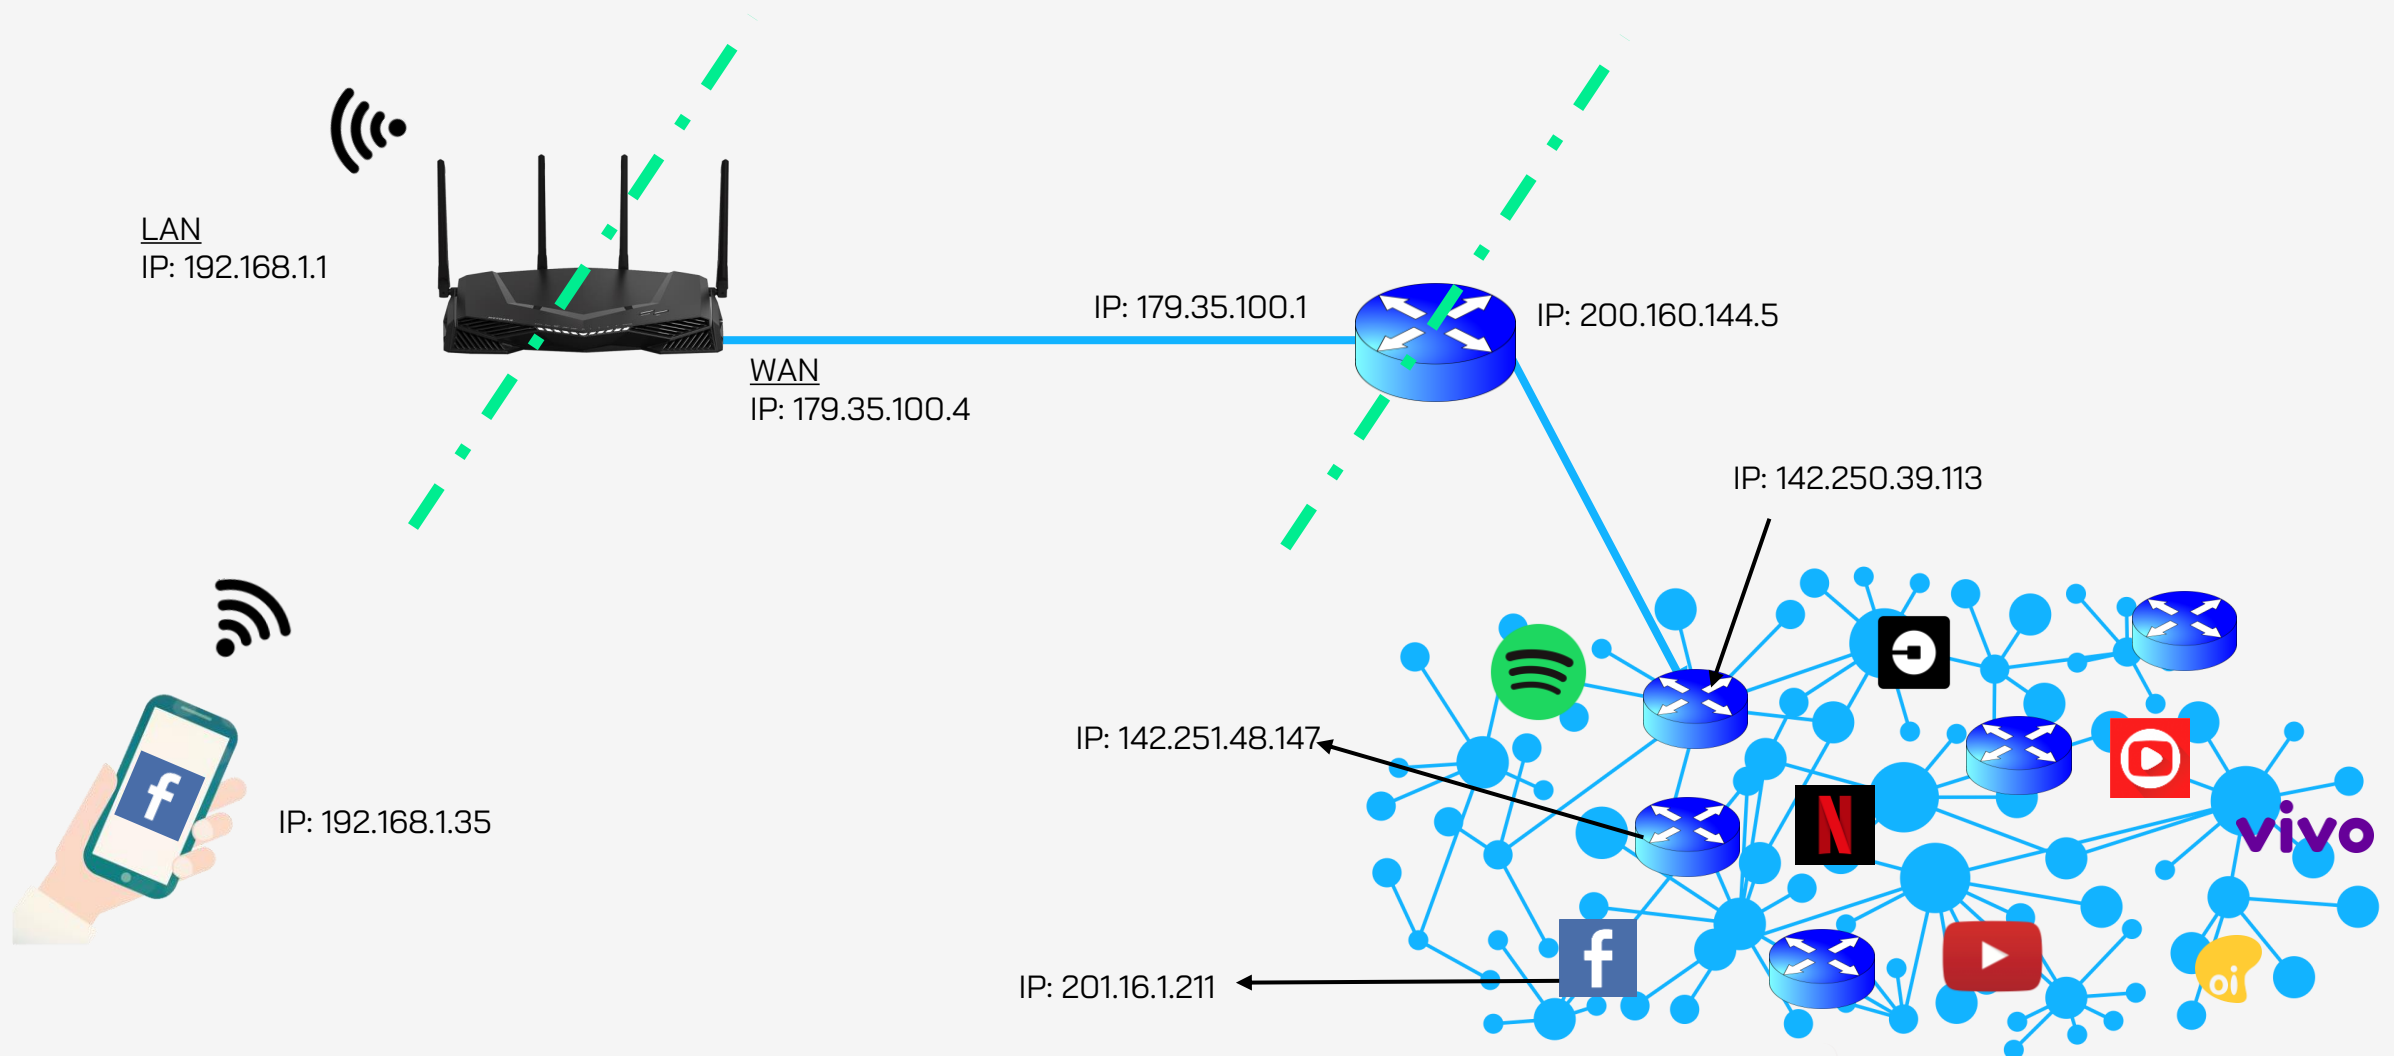 LAN
IP: 192.168.1.1
IP: 179.35.100.1
IP: 200.160.144.5
WAN
IP: 179.35.100.4
IP: 142.250.39.113
IP: 142.251.48.147
IP: 192.168.1.35
vivo
oi
IP: 201.16.1.211
f
f
N